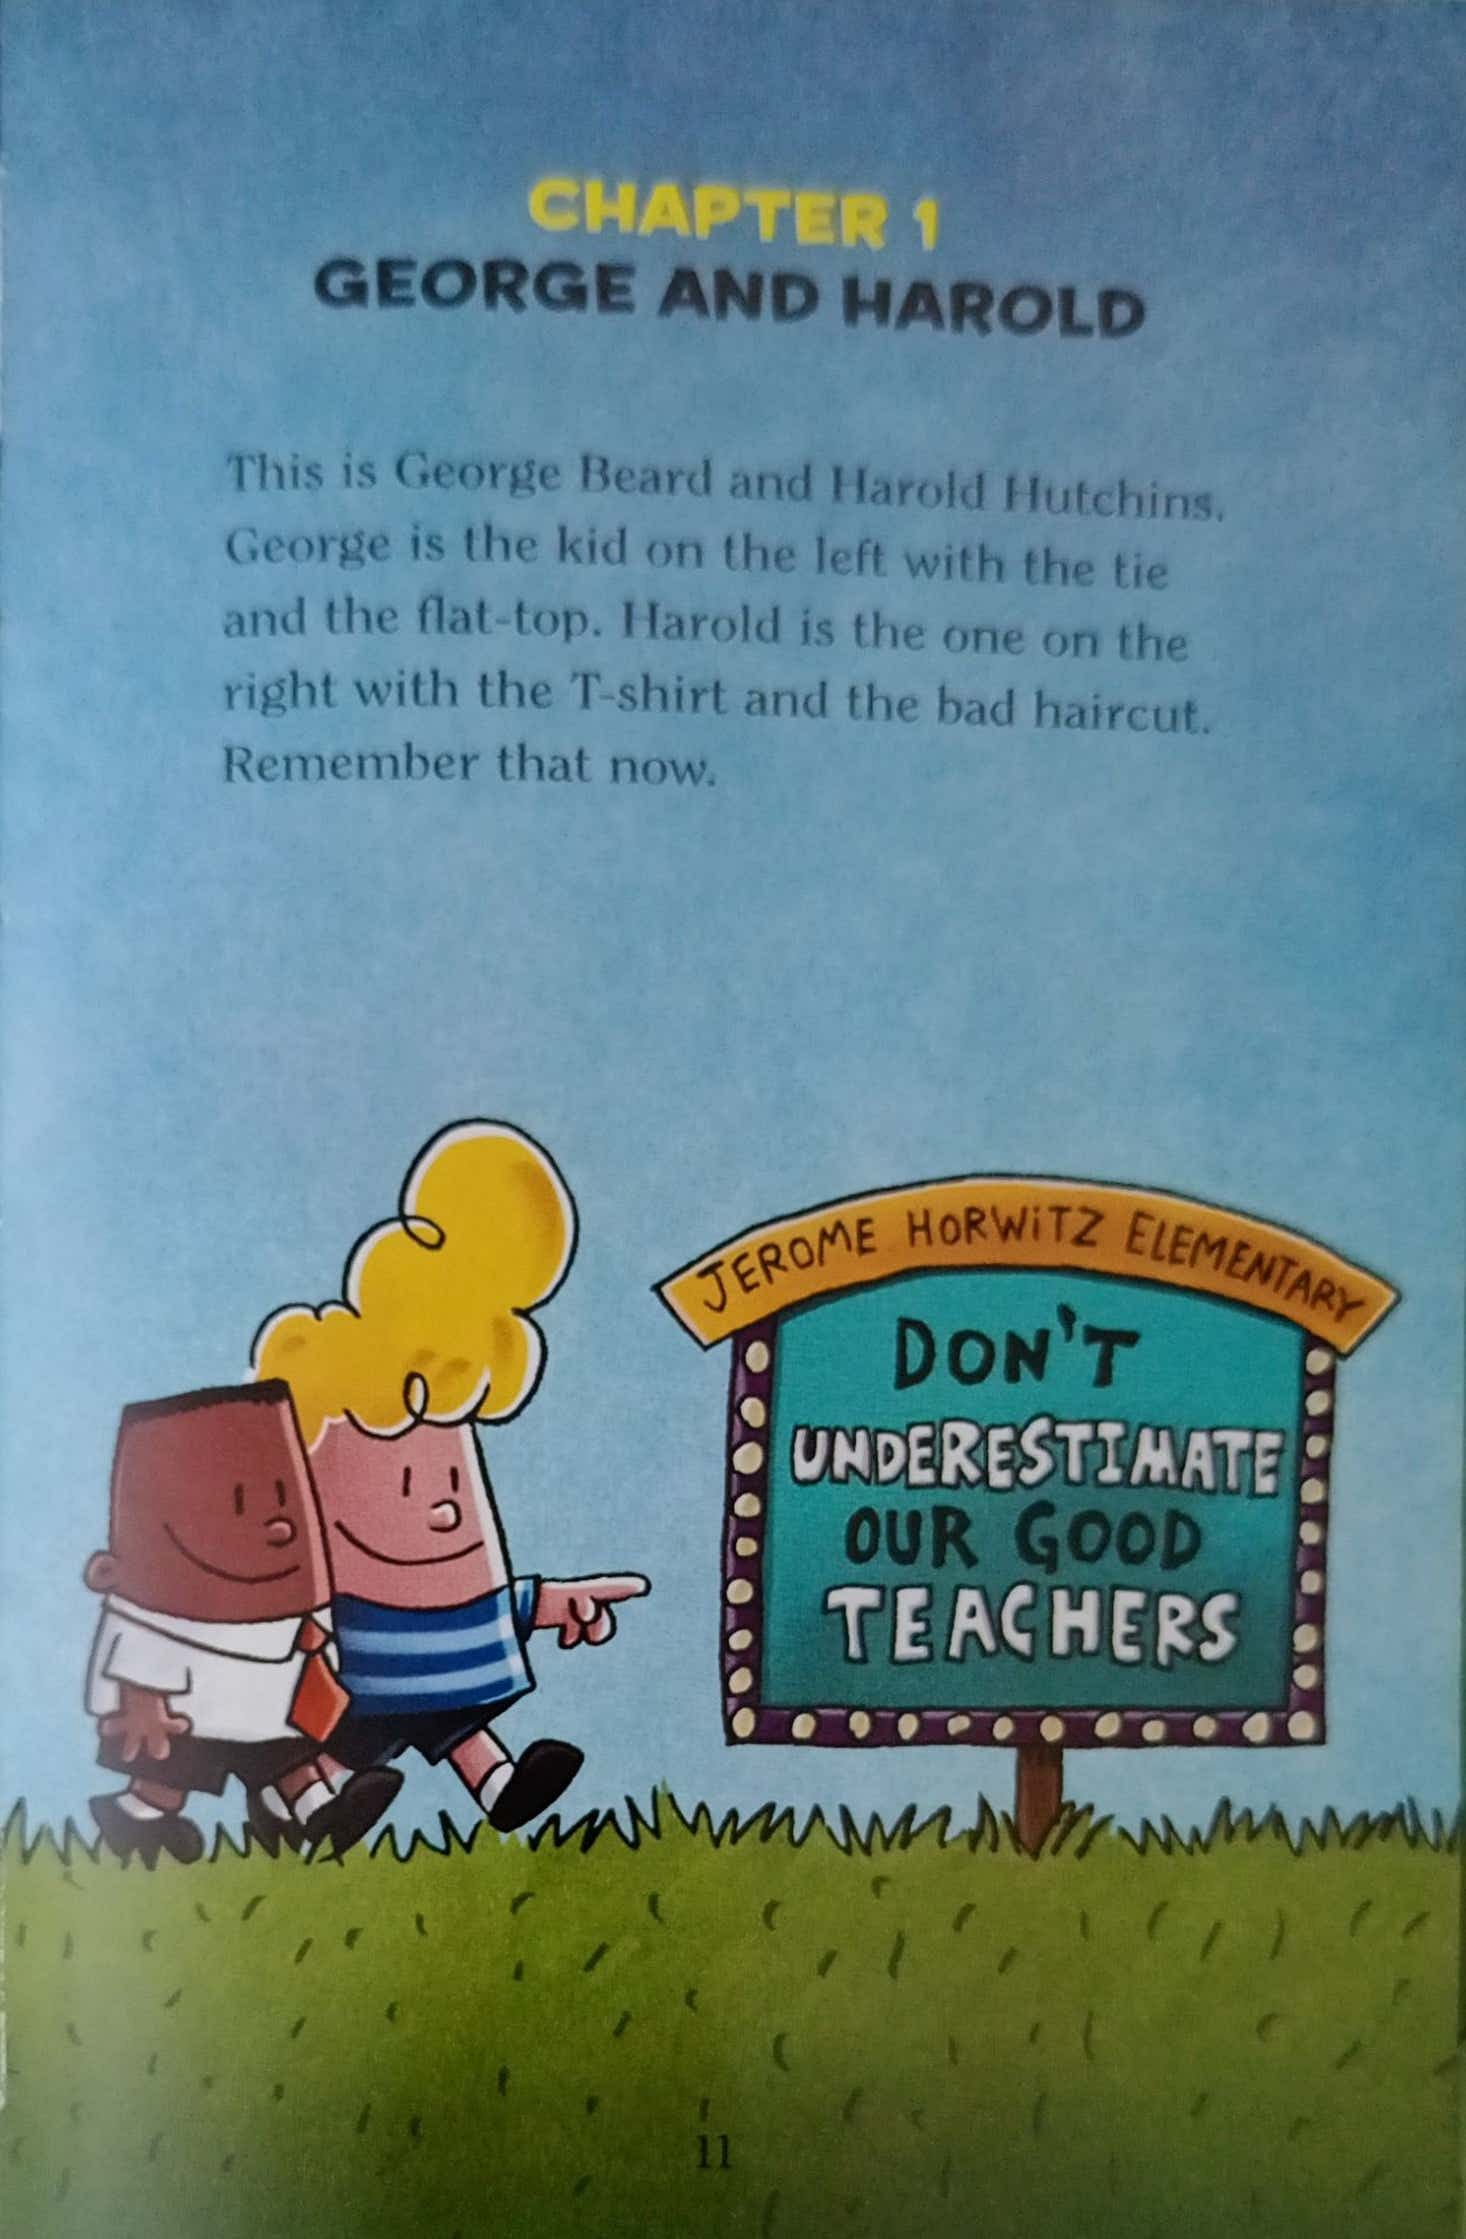 CHAPTER 1
GEORGE AND HAROLD
This is George Beard and Harold Hutchins.
George is the kid on the left with the tie
and the flat-top. Harold is the one on the
right with the T-shirt and the bad haircut.
Remember that now.
JEROME HORWiTZ ELEMENTARY
DON'T
UNDERESTIMATE
OUR GOOD
TEACHERS
11